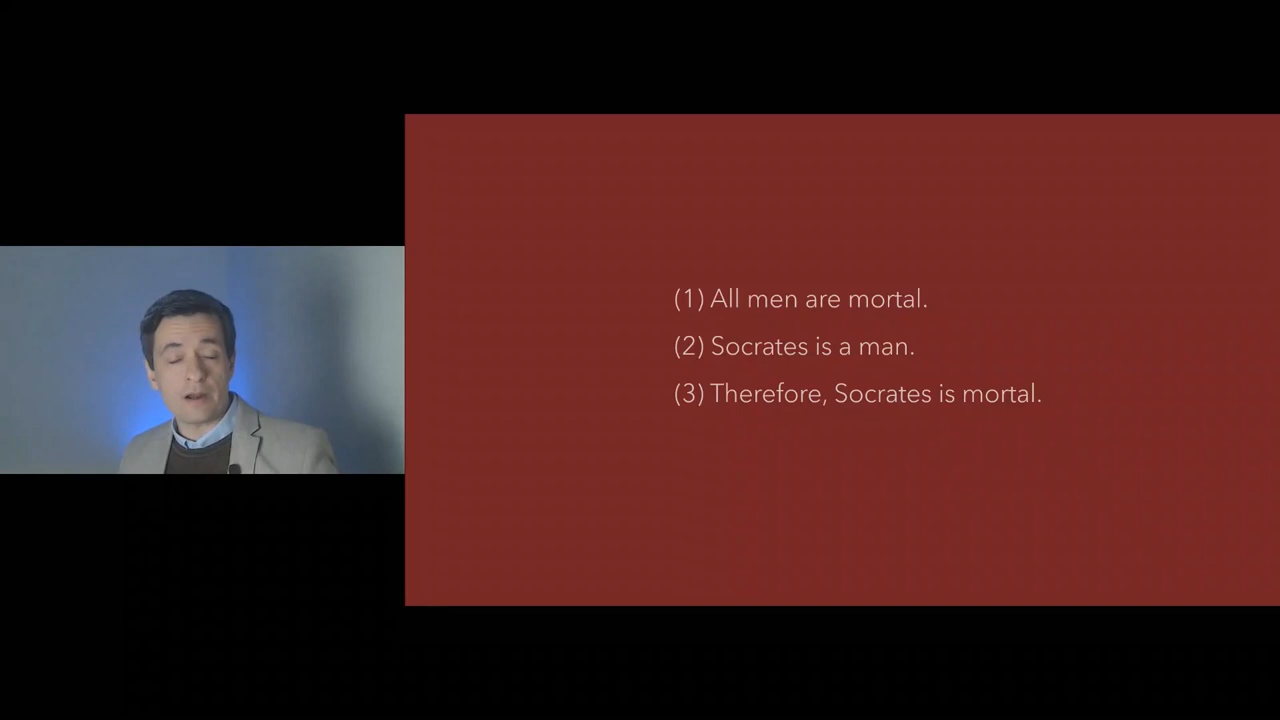 (1) All men are mortal.
(2) Socrates is a man.
(3) Therefore, Socrates is mortal.